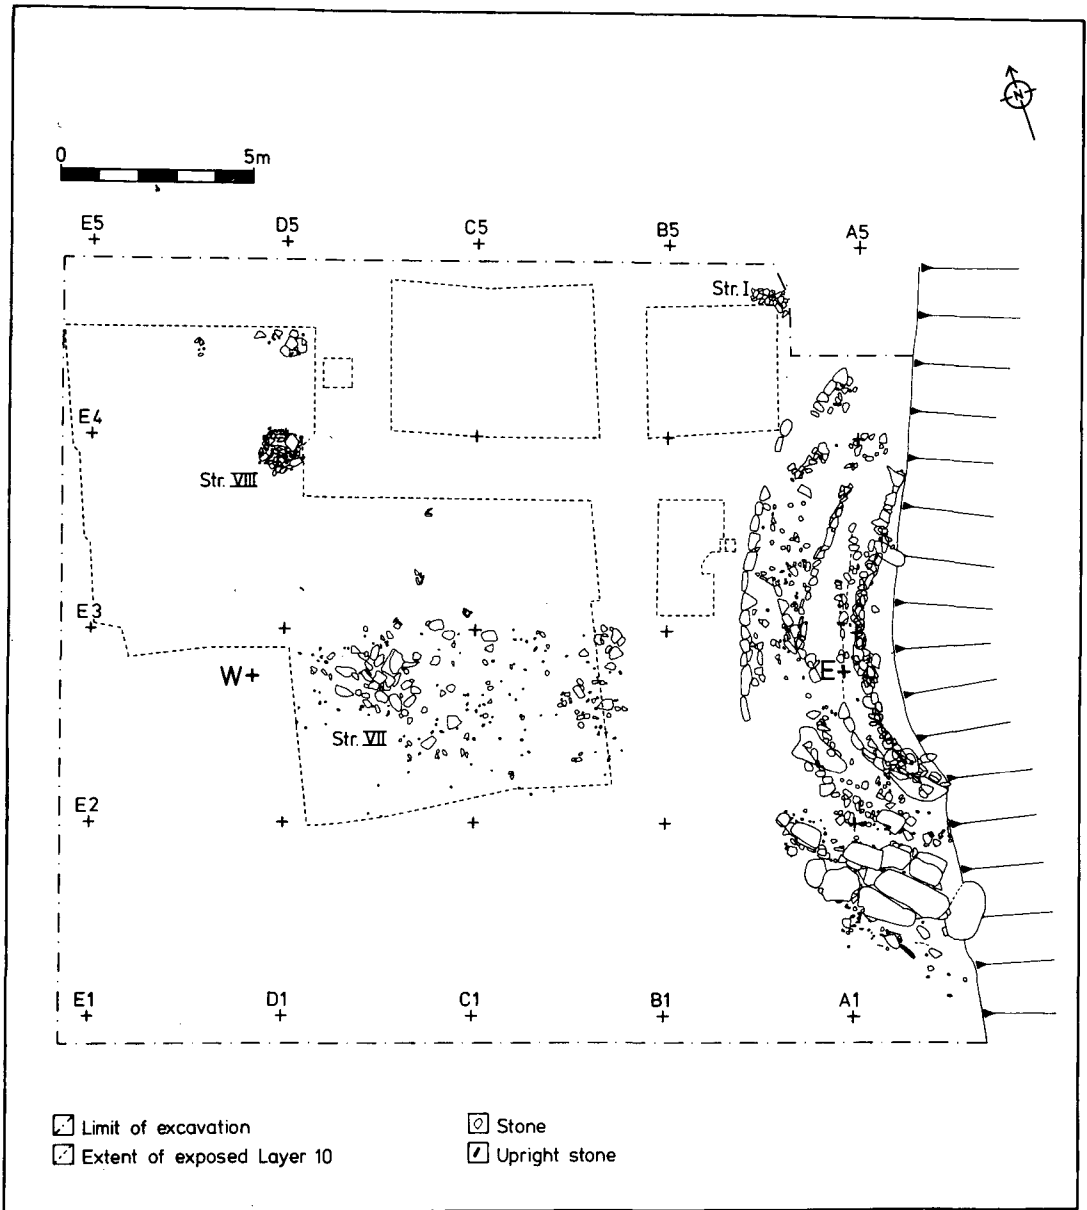 N
0 5m
E5 D5 C5 B5 A5
Str. I
E4
Str. VIII
E3
W E
Str. VII
E2
E1 D1 C1 B1 A1
Limit of excavation Stone
Extent of exposed Layer 10 Upright stone